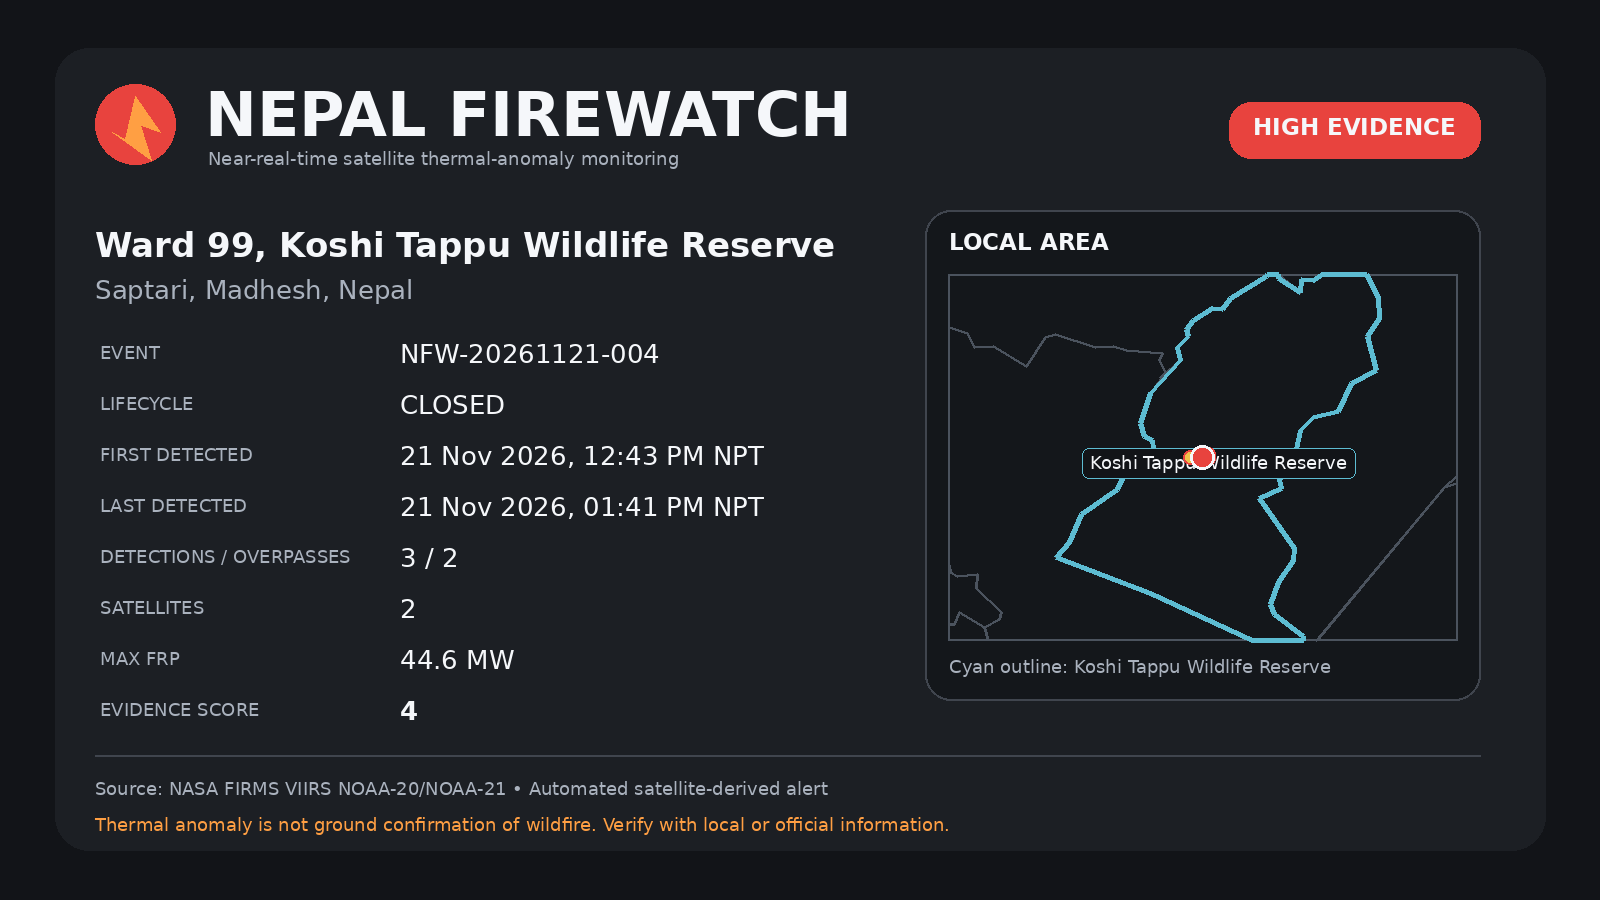 NEPAL FIREWATCH
Near-real-time satellite thermal-anomaly monitoring
HIGH EVIDENCE
Ward 99, Koshi Tappu Wildlife Reserve
Saptari, Madhesh, Nepal
EVENT NFW-20261121-004
LIFECYCLE CLOSED
FIRST DETECTED 21 Nov 2026, 12:43 PM NPT
LAST DETECTED 21 Nov 2026, 01:41 PM NPT
DETECTIONS / OVERPASSES 3 / 2
SATELLITES 2
MAX FRP 44.6 MW
EVIDENCE SCORE 4
LOCAL AREA
Koshi Tappu Wildlife Reserve
Cyan outline: Koshi Tappu Wildlife Reserve
Source: NASA FIRMS VIIRS NOAA-20/NOAA-21 • Automated satellite-derived alert
Thermal anomaly is not ground confirmation of wildfire. Verify with local or official information.